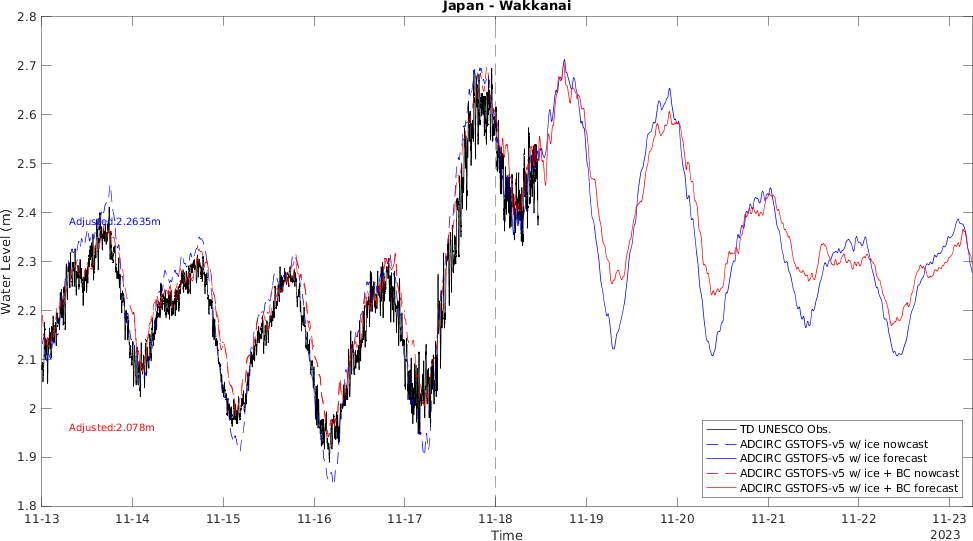 Japan - Wakkanai
2.8
2.7
2.6
2.5
2.4
2.3
2.2
2.1
2
1.9
1.8
Water Level (m)
Adjusted:2.2635m
Adjusted:2.078m
TD UNESCO Obs.
ADCIRC GSTOFS-v5 w/ ice nowcast
ADCIRC GSTOFS-v5 w/ ice forecast
ADCIRC GSTOFS-v5 w/ ice + BC nowcast
ADCIRC GSTOFS-v5 w/ ice + BC forecast
11-13 11-14 11-15 11-16 11-17 11-18 11-19 11-20 11-21 11-22 11-23
Time 2023